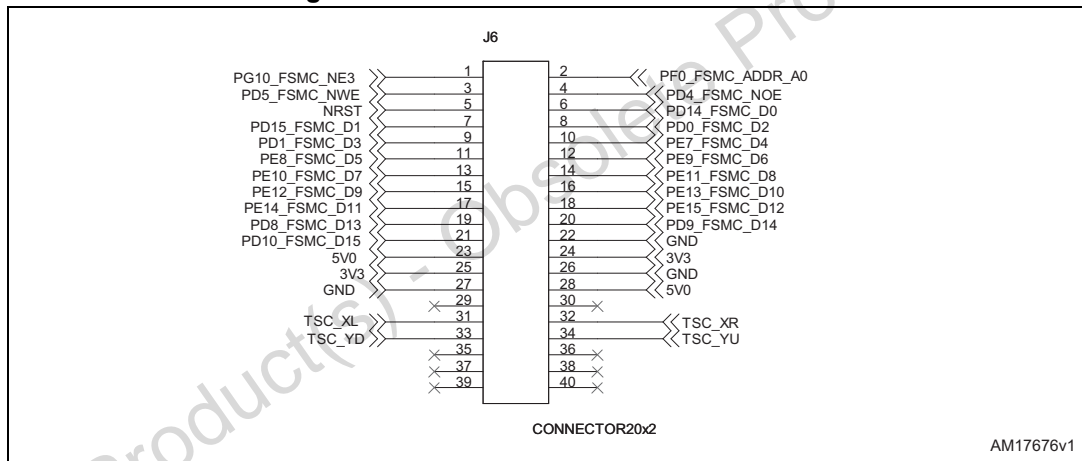 J6
PG10_FSMC_NE3 1 2 PF0_FSMC_ADDR_A0
PD5_FSMC_NWE 3 4 PD4_FSMC_NOE
NRST 5 6 PD14_FSMC_D0
PD15_FSMC_D1 7 8 PD0_FSMC_D2
PD1_FSMC_D3 9 10 PE7_FSMC_D4
PE8_FSMC_D5 11 12 PE9_FSMC_D6
PE10_FSMC_D7 13 14 PE11_FSMC_D8
PE12_FSMC_D9 15 16 PE13_FSMC_D10
PE14_FSMC_D11 17 18 PE15_FSMC_D12
PD8_FSMC_D13 19 20 PD9_FSMC_D14
PD10_FSMC_D15 21 22 GND
5V0 23 24 3V3
3V3 25 26 GND
GND 27 28 5V0
29 30
TSC_XL 31 32 TSC_XR
TSC_YD 33 34 TSC_YU
35 36
37 38
39 40
CONNECTOR20x2
AM17676v1
Product(s) - Obsolete Pro